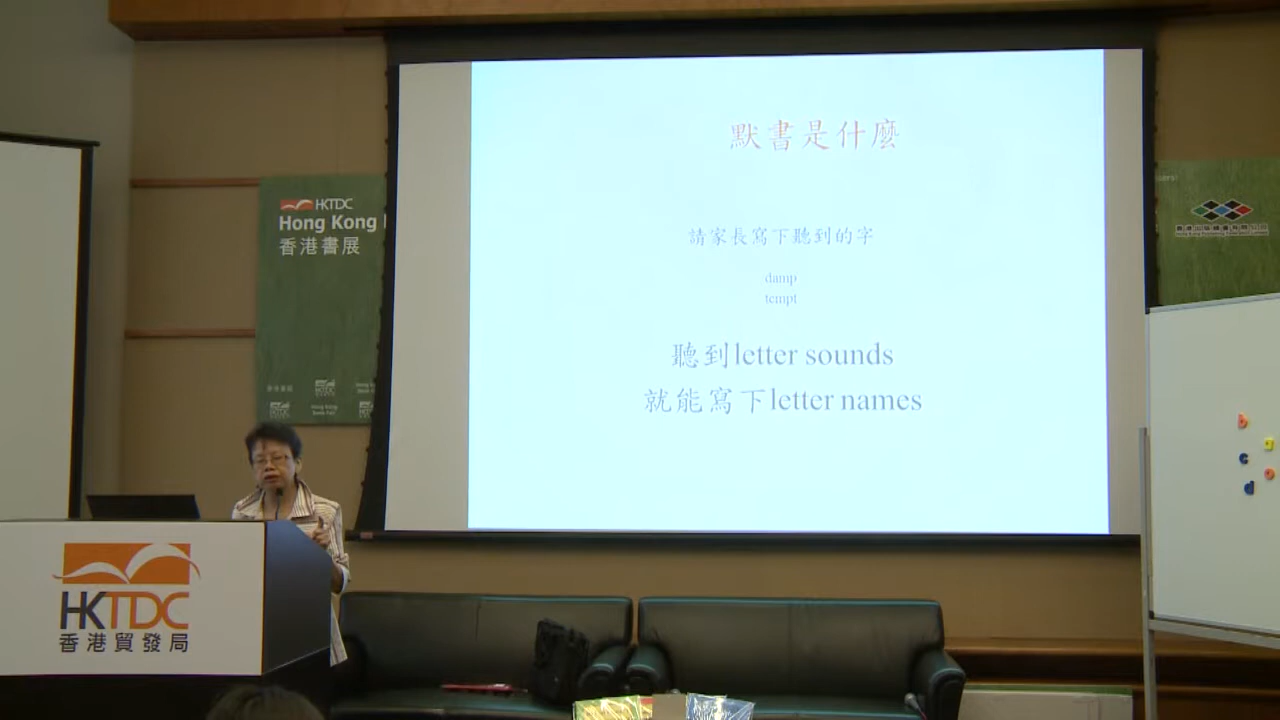 默書是什麼
請家長寫下聽到的字
damp
tempt
聽到letter sounds
就能寫下letter names
HKTDC
Hong Kong
香港書展
HKTDC
香港貿發局
b
g
c
o
d